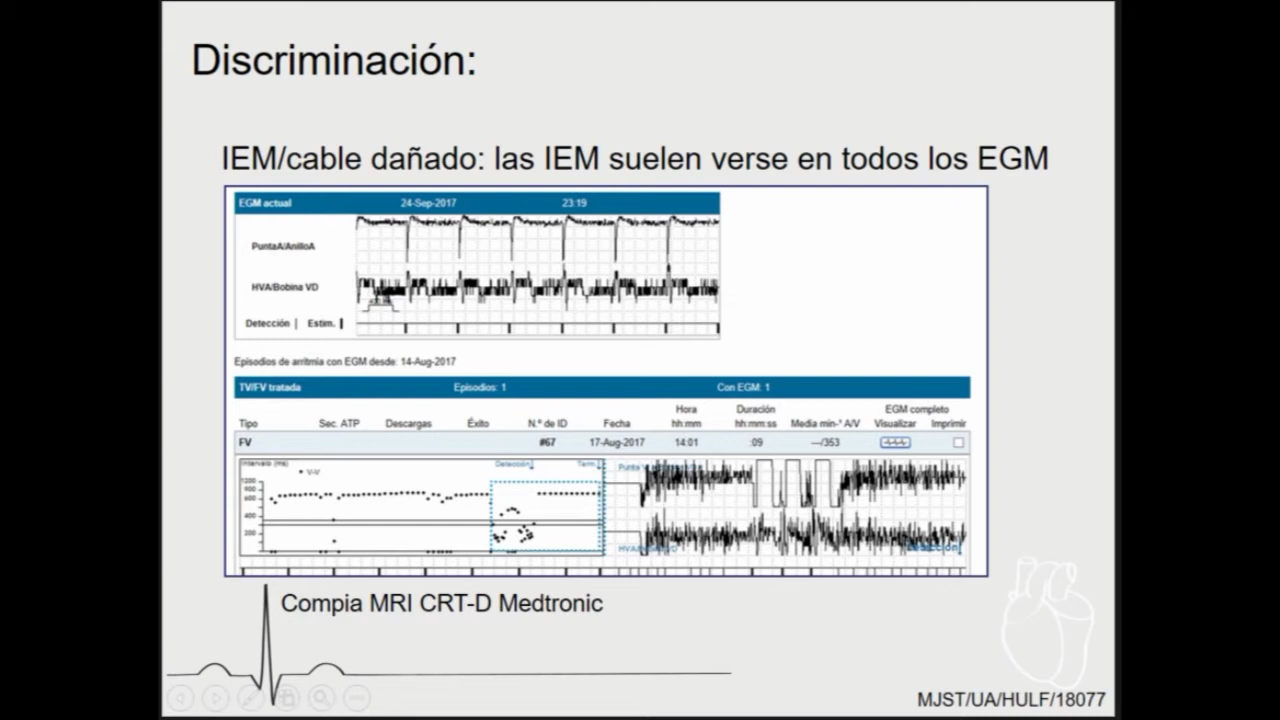 Discriminación:
IEM/cable dañado: las IEM suelen verse en todos los EGM
EGM actual 24-Sep-2017 23:19
PuntaA/AnilloA
HVA/Bobina VD
Detección | Estim. |
Episodios de arritmia con EGM desde: 14-Aug-2017
TV/FV tratada Episodios: 1 Con EGM: 1
Hora Duración EGM completo
Tipo Sec. ATP Descargas Éxito N.º de ID Fecha hh:mm hh:mm:ss Media min-¹ A/V Visualizar Imprimir
FV #67 17-Aug-2017 14:01 :09 —/353
Intervalo (ms) V-V Detección Term.
1200
900
600
400
200
Detección
Compia MRI CRT-D Medtronic
MJST/UA/HULF/18077